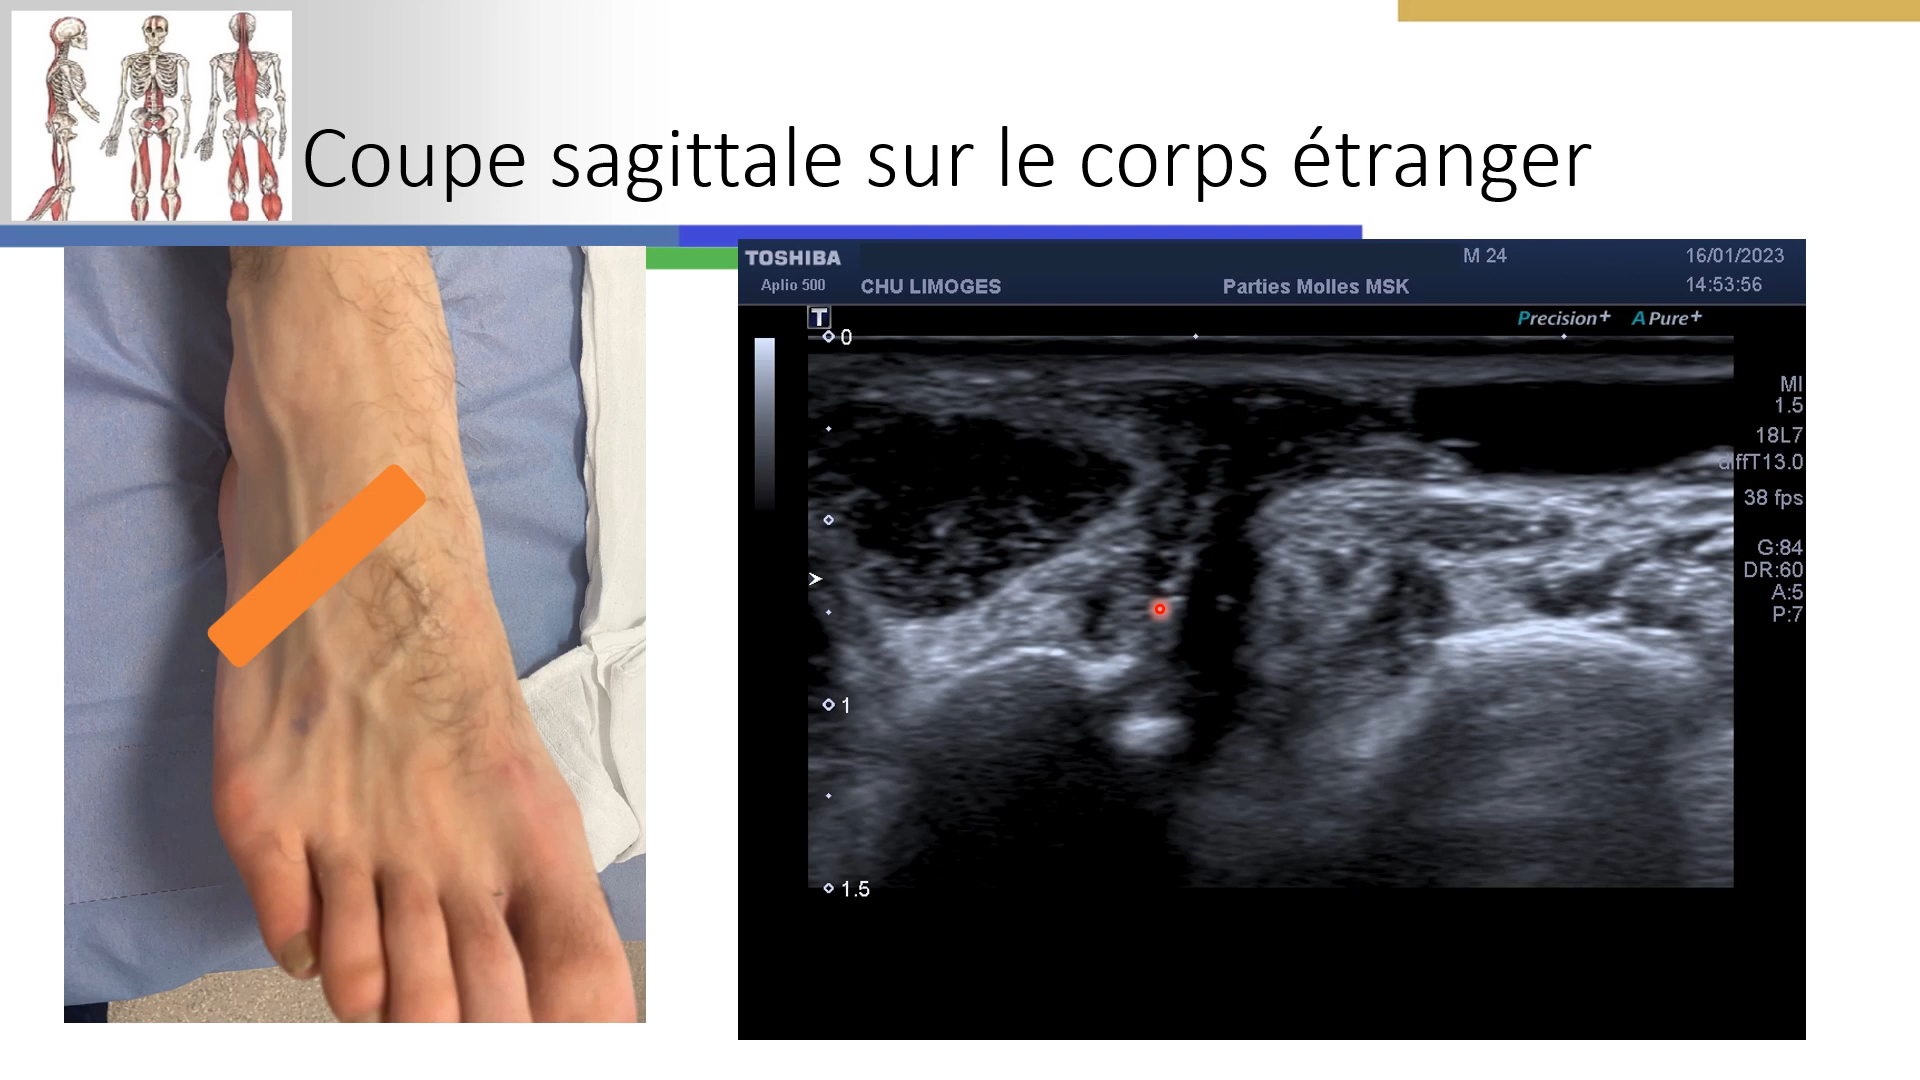 Coupe sagittale sur le corps étranger
TOSHIBA
M 24
16/01/2023
Aplio 500
CHU LIMOGES
Parties Molles MSK
14:53:56
T
Precision+
A Pure+
0
MI
1.5
18L7
diffT13.0
38 fps
G:84
DR:60
A:5
P:7
1
1.5